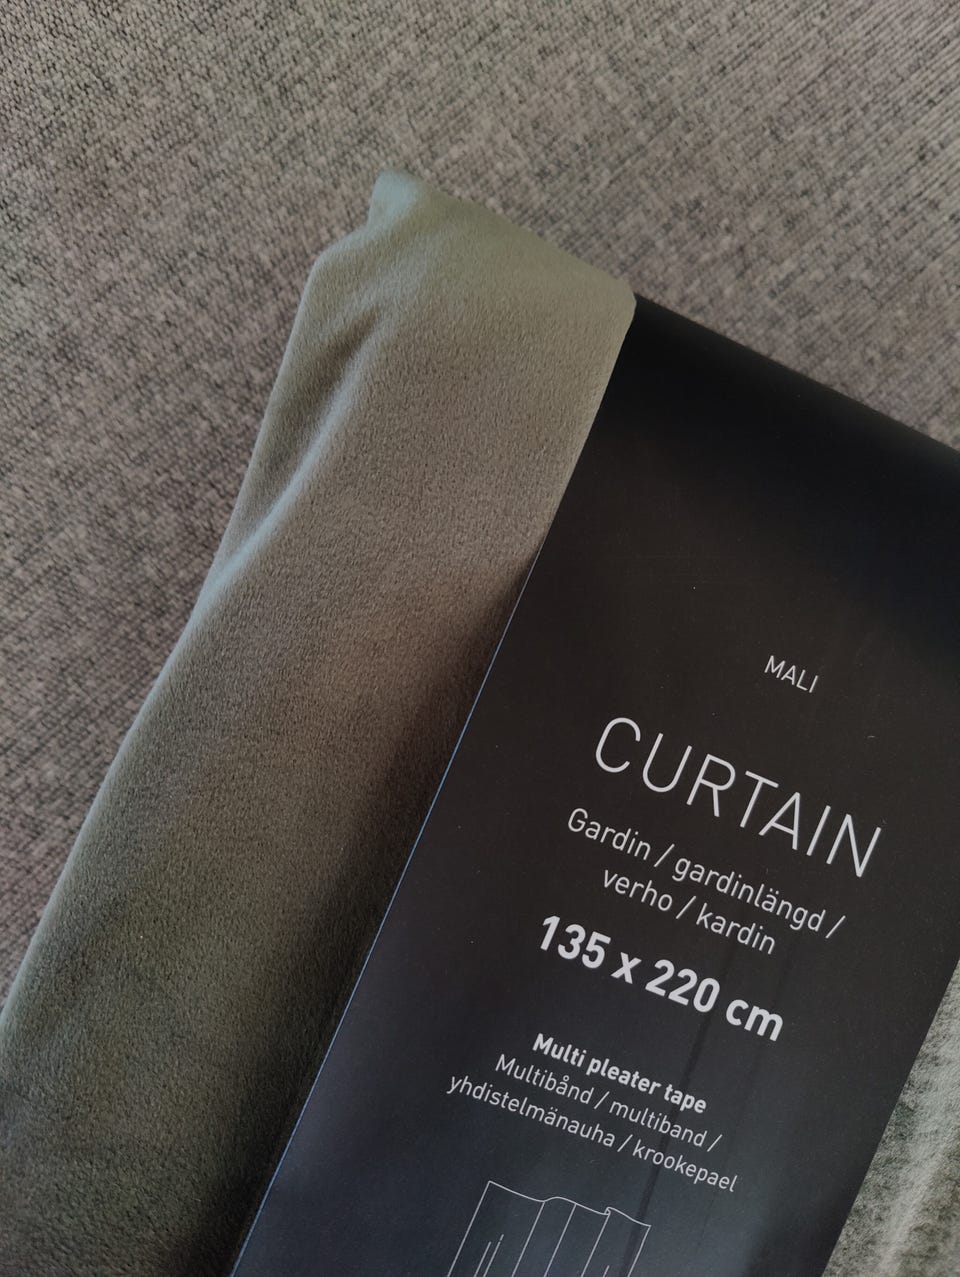 MALI
CURTAIN
Gardin / gardinlängd /
verho / kardin
135 x 220 cm
Multi pleater tape
Multibånd / multiband /
yhdistelmänauha / krookepael